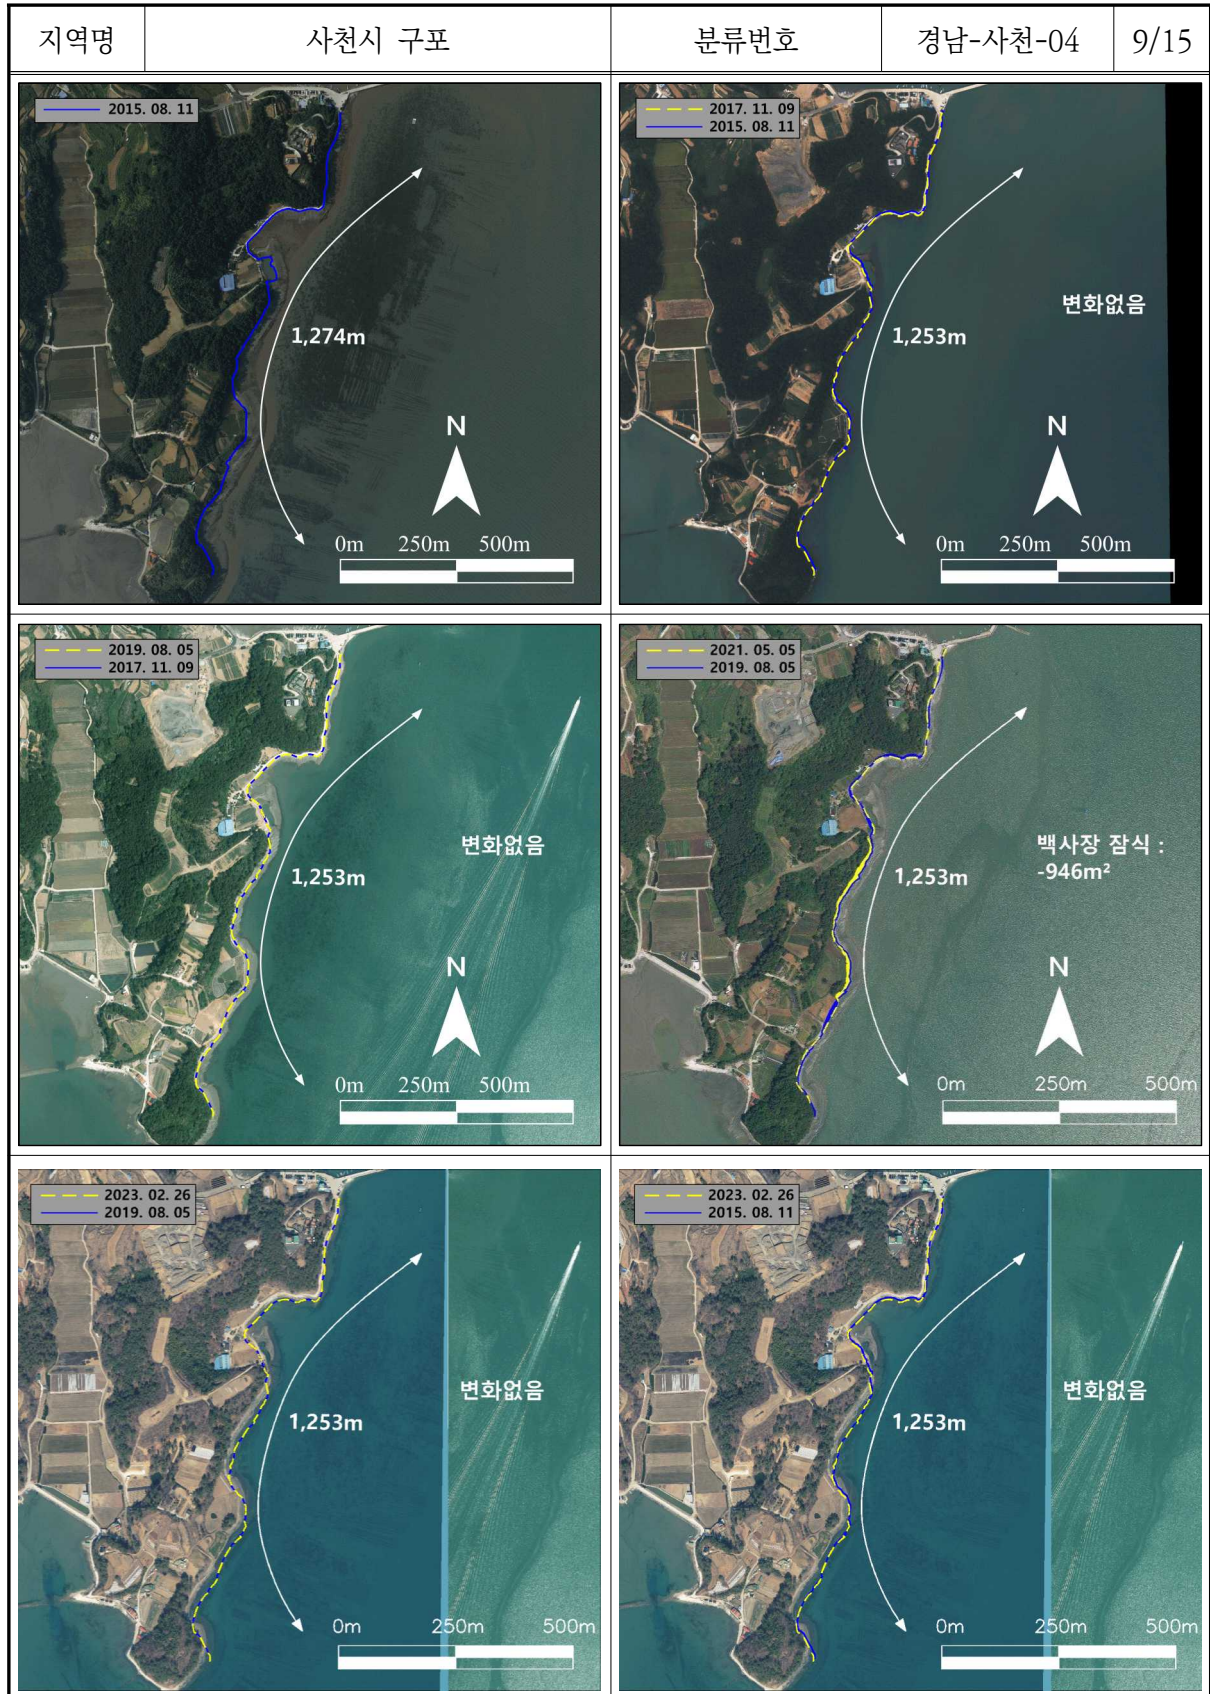 지역명 사천시 구포 분류번호 경남-사천-04 9/15
2015. 08. 11
1,274m
N
0m 250m 500m
2017. 11. 09
2015. 08. 11
변화없음
1,253m
N
0m 250m 500m
2019. 08. 05
2017. 11. 09
변화없음
1,253m
N
0m 250m 500m
2021. 05. 05
2019. 08. 05
백사장 잠식 :
-946m²
1,253m
N
0m 250m 500m
2023. 02. 26
2019. 08. 05
변화없음
1,253m
0m 250m 500m
2023. 02. 26
2015. 08. 11
변화없음
1,253m
0m 250m 500m